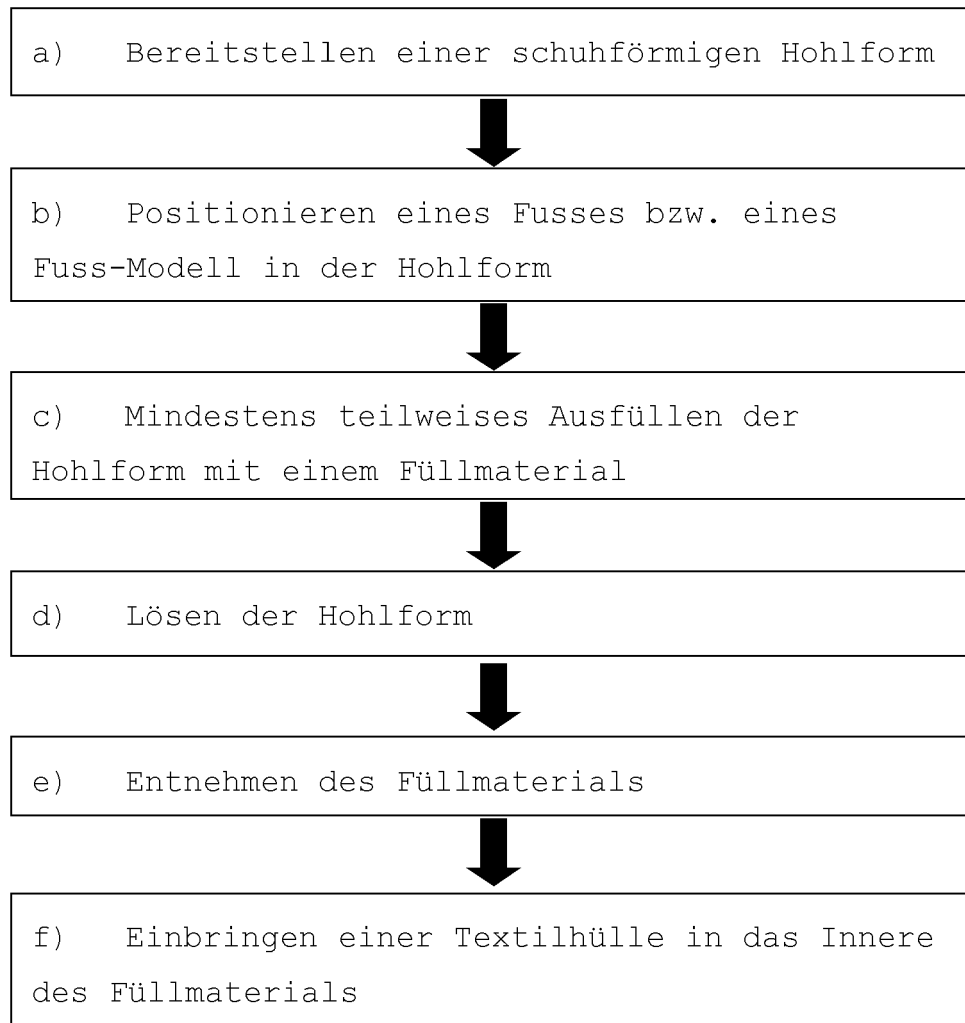 a) Bereitstellen einer schuhförmigen Hohlform
b) Positionieren eines Fusses bzw. eines
Fuss-Modell in der Hohlform
c) Mindestens teilweises Ausfüllen der
Hohlform mit einem Füllmaterial
d) Lösen der Hohlform
e) Entnehmen des Füllmaterials
f) Einbringen einer Textilhülle in das Innere
des Füllmaterials